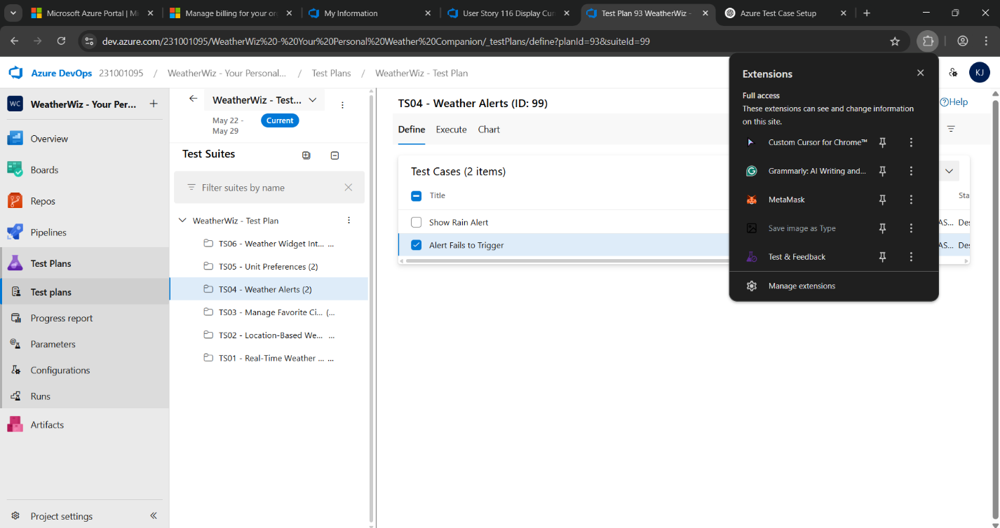 Microsoft Azure Portal | Mi
Manage billing for your or
My Information
User Story 116 Display Curr
Test Plan 93 WeatherWiz -
Azure Test Case Setup
dev.azure.com/231001095/WeatherWiz%20-%20Your%20Personal%20Weather%20Companion/_testPlans/define?planId=93&suiteId=99
Azure DevOps 231001095 / WeatherWiz - Your Personal... / Test Plans / WeatherWiz - Test Plan
KJ
WC WeatherWiz - Your Per...
Overview
Boards
Repos
Pipelines
Test Plans
Test plans
Progress report
Parameters
Configurations
Runs
Artifacts
Project settings
WeatherWiz - Test...
May 22 -
May 29
Current
Test Suites
Filter suites by name
WeatherWiz - Test Plan
TS06 - Weather Widget Int... ...
TS05 - Unit Preferences (2)
TS04 - Weather Alerts (2)
TS03 - Manage Favorite Ci... (...
TS02 - Location-Based We... ...
TS01 - Real-Time Weather ... ...
TS04 - Weather Alerts (ID: 99)
Help
Define Execute Chart
Test Cases (2 items)
Title
Sta
Show Rain Alert
AS... De
Alert Fails to Trigger
AS... De
Extensions
Full access
These extensions can see and change information
on this site.
Custom Cursor for Chrome™
Grammarly: AI Writing and...
MetaMask
Save image as Type
Test & Feedback
Manage extensions